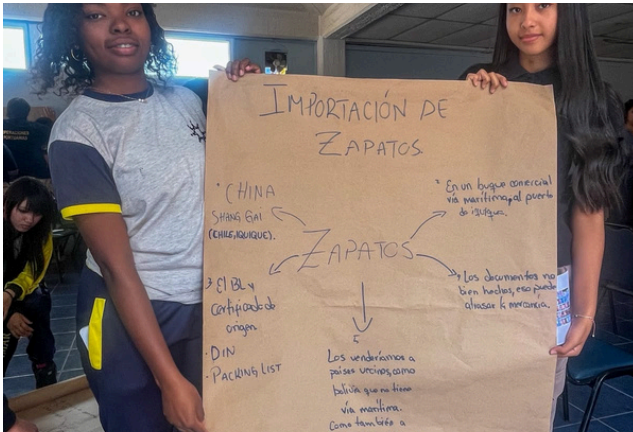 IMPORTACIÓN DE
ZAPATOS
• CHINA
SHANG GAI
(CHILE, IQUIQUE).
ZAPATOS
En un buque comercial
vía marítima, al puerto
de iquique.
3 El BL y
certificado de
origen
• DIN
• PACKING LIST
Los documentos no
bien hechos, eso puede
atrasar la mercancía.
Los venderíamos a
países vecinos, como
bolivia que no tiene
vía marítima.
Como también a